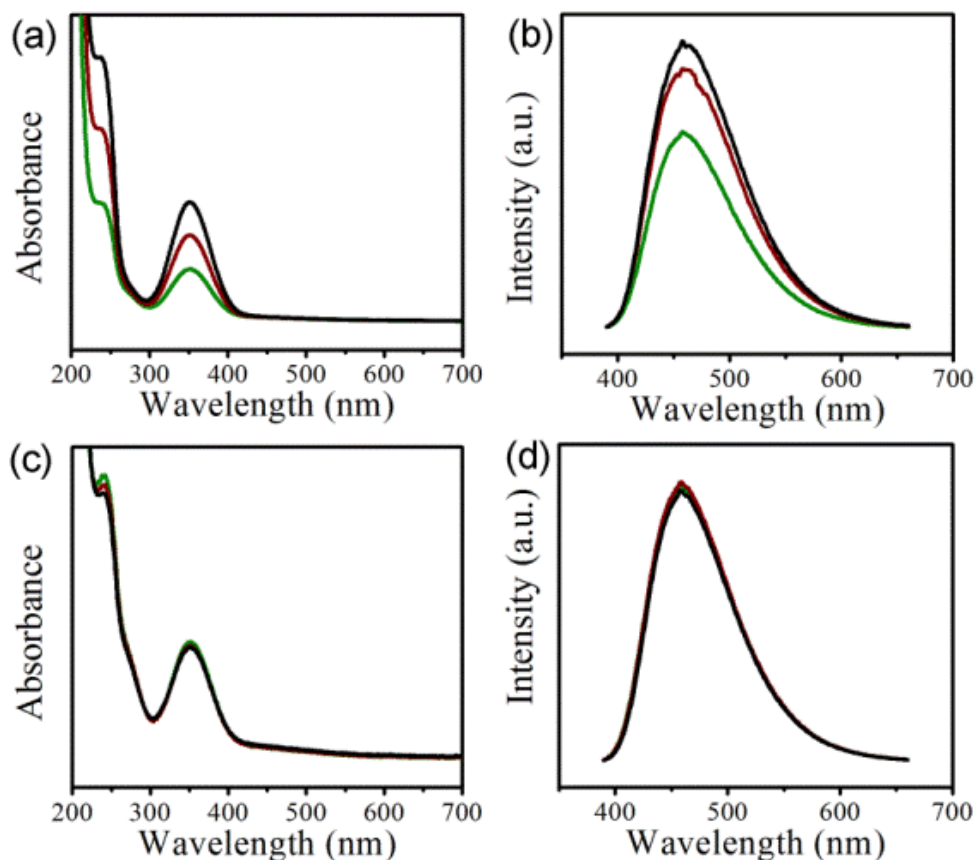 (a)
Absorbance
200 300 400 500 600 700
Wavelength (nm)
(b)
Intensity (a.u.)
400 500 600 700
Wavelength (nm)
(c)
Absorbance
200 300 400 500 600 700
Wavelength (nm)
(d)
Intensity (a.u.)
400 500 600 700
Wavelength (nm)